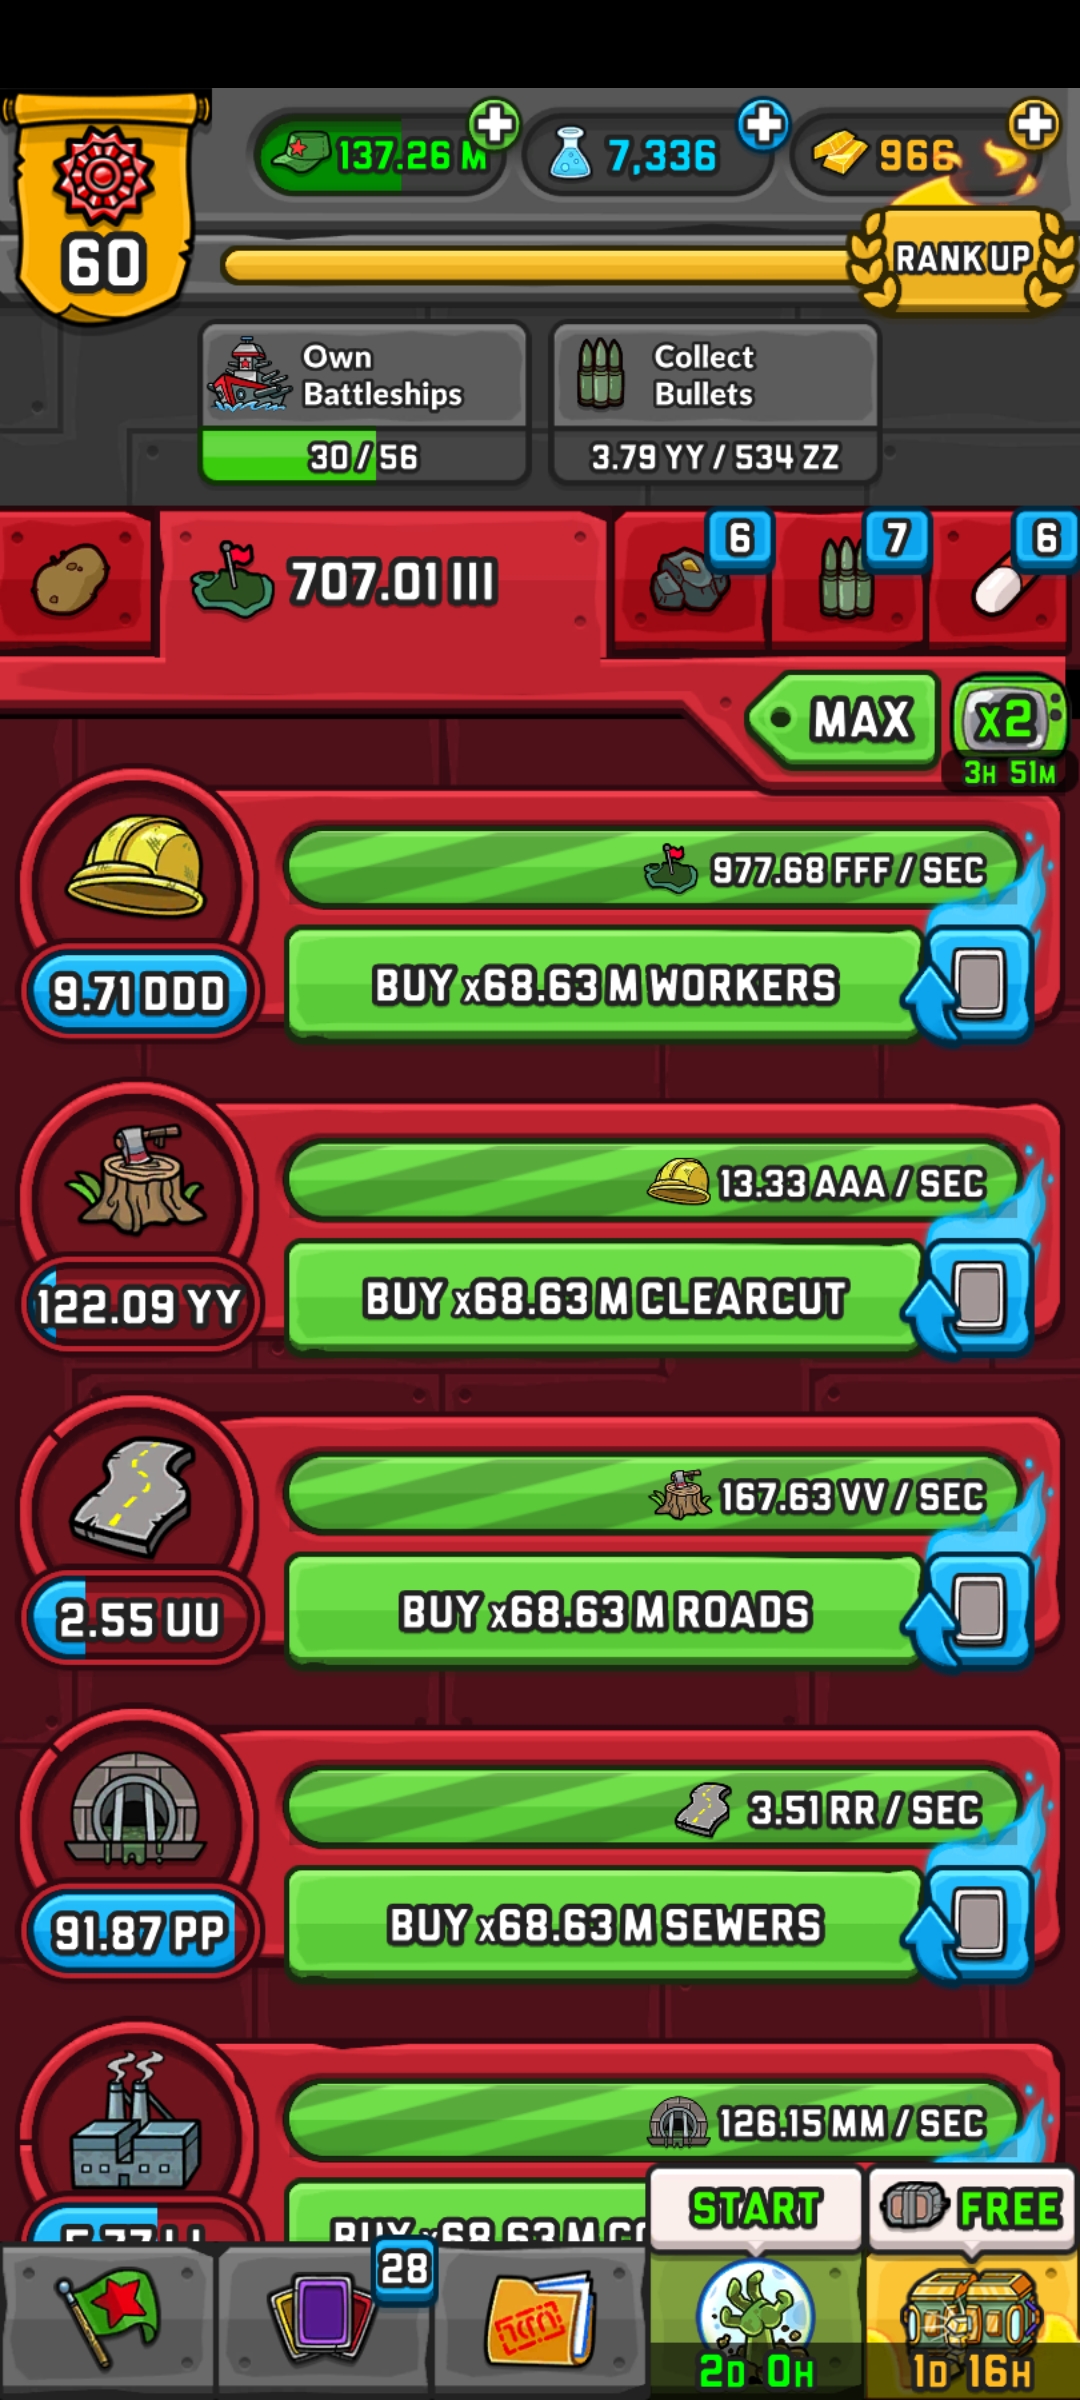 137.26 M
7,336
966
60
RANK UP
Own
Battleships
30 / 56
Collect
Bullets
3.79 YY / 534 ZZ
707.01 III
6
7
6
MAX
x2
3H 51M
977.68 FFF / SEC
9.71 DDD
BUY x68.63 M WORKERS
13.33 AAA / SEC
122.09 YY
BUY x68.63 M CLEARCUT
167.63 VV / SEC
2.55 UU
BUY x68.63 M ROADS
3.51 RR / SEC
91.87 PP
BUY x68.63 M SEWERS
126.15 MM / SEC
BUY x68.63 M
START
FREE
28
2D 0H
1D 16H